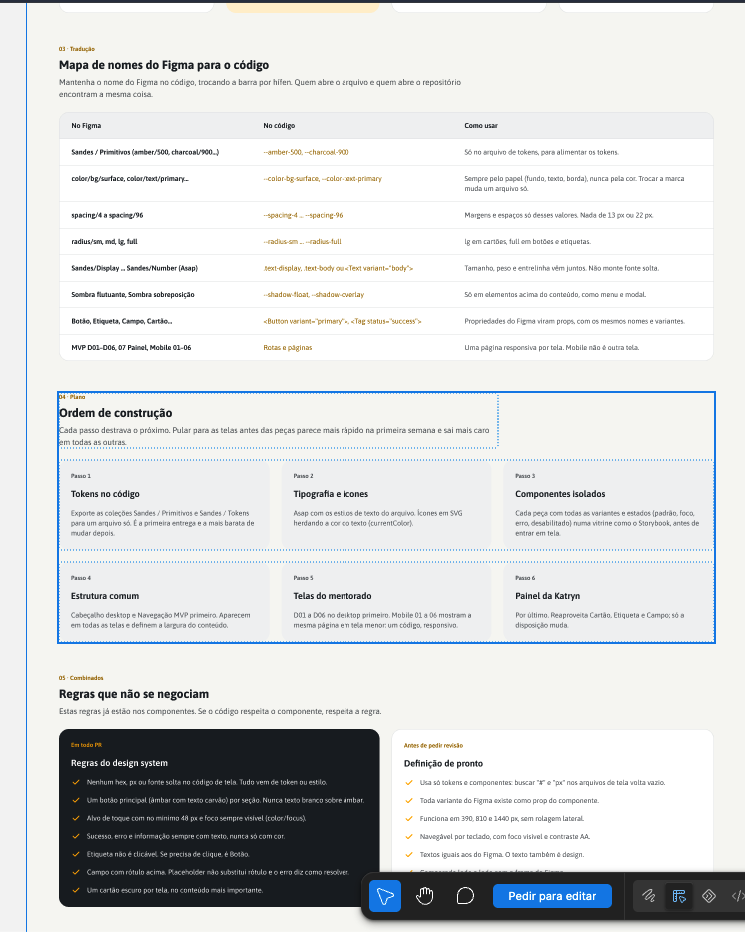 03 · Tradução
Mapa de nomes do Figma para o código
Mantenha o nome do Figma no código, trocando a barra por hífen. Quem abre o arquivo e quem abre o repositório
encontram a mesma coisa.
No Figma
No código
Como usar
Sandes / Primitivos (amber/500, charcoal/900...)
--amber-500, --charcoal-900
Só no arquivo de tokens, para alimentar os tokens.
color/bg/surface, color/text/primary...
--color-bg-surface, --color-text-primary
Sempre pelo papel (fundo, texto, borda), nunca pela cor. Trocar a marca
muda um arquivo só.
spacing/4 a spacing/96
--spacing-4 ... --spacing-96
Margens e espaços só desses valores. Nada de 13 px ou 22 px.
radius/sm, md, lg, full
--radius-sm ... --radius-full
lg em cartões, full em botões e etiquetas.
Sandes/Display ... Sandes/Number (Asap)
.text-display, .text-body ou <Text variant="body">
Tamanho, peso e entrelinha vêm juntos. Não monte fonte solta.
Sombra flutuante, Sombra sobreposição
--shadow-float, --shadow-overlay
Só em elementos acima do conteúdo, como menu e modal.
Botão, Etiqueta, Campo, Cartão...
<Button variant="primary">, <Tag status="success">
Propriedades do Figma viram props, com os mesmos nomes e variantes.
MVP D01–D06, 07 Painel, Mobile 01–06
Rotas e páginas
Uma página responsiva por tela. Mobile não é outra tela.
04 · Plano
Ordem de construção
Cada passo destrava o próximo. Pular para as telas antes das peças parece mais rápido na primeira semana e sai mais caro
em todas as outras.
Passo 1
Tokens no código
Exporte as coleções Sandes / Primitivos e Sandes / Tokens
para um arquivo só. É a primeira entrega e a mais barata de
mudar depois.
Passo 2
Tipografia e ícones
Asap com os estilos de texto do arquivo. Ícones em SVG
herdando a cor do texto (currentColor).
Passo 3
Componentes isolados
Cada peça com todas as variantes e estados (padrão, foco,
erro, desabilitado) numa vitrine como o Storybook, antes de
entrar em tela.
Passo 4
Estrutura comum
Cabeçalho desktop e Navegação MVP primeiro. Aparecem
em todas as telas e definem a largura do conteúdo.
Passo 5
Telas do mentorado
D01 a D06 no desktop primeiro. Mobile 01 a 06 mostram a
mesma página em tela menor: um código, responsivo.
Passo 6
Painel da Katryn
Por último. Reaproveita Cartão, Etiqueta e Campo; só a
disposição muda.
05 · Combinados
Regras que não se negociam
Estas regras já estão nos componentes. Se o código respeita o componente, respeita a regra.
Em todo PR
Regras do design system
Nenhum hex, px ou fonte solta no código de tela. Tudo vem de token ou estilo.
Um botão principal (âmbar com texto carvão) por seção. Nunca texto branco sobre âmbar.
Alvo de toque com no mínimo 48 px e foco sempre visível (color/focus).
Sucesso, erro e informação sempre com texto, nunca só com cor.
Etiqueta não é clicável. Se precisa de clique, é Botão.
Campo com rótulo acima. Placeholder não substitui rótulo e o erro diz como resolver.
Um cartão escuro por tela, no conteúdo mais importante.
Antes de pedir revisão
Definição de pronto
Usa só tokens e componentes: buscar "#" e "px" nos arquivos de tela volta vazio.
Toda variante do Figma existe como prop do componente.
Funciona em 390, 810 e 1440 px, sem rolagem lateral.
Navegável por teclado, com foco visível e contraste AA.
Textos iguais aos do Figma. O texto também é design.
Pedir para editar